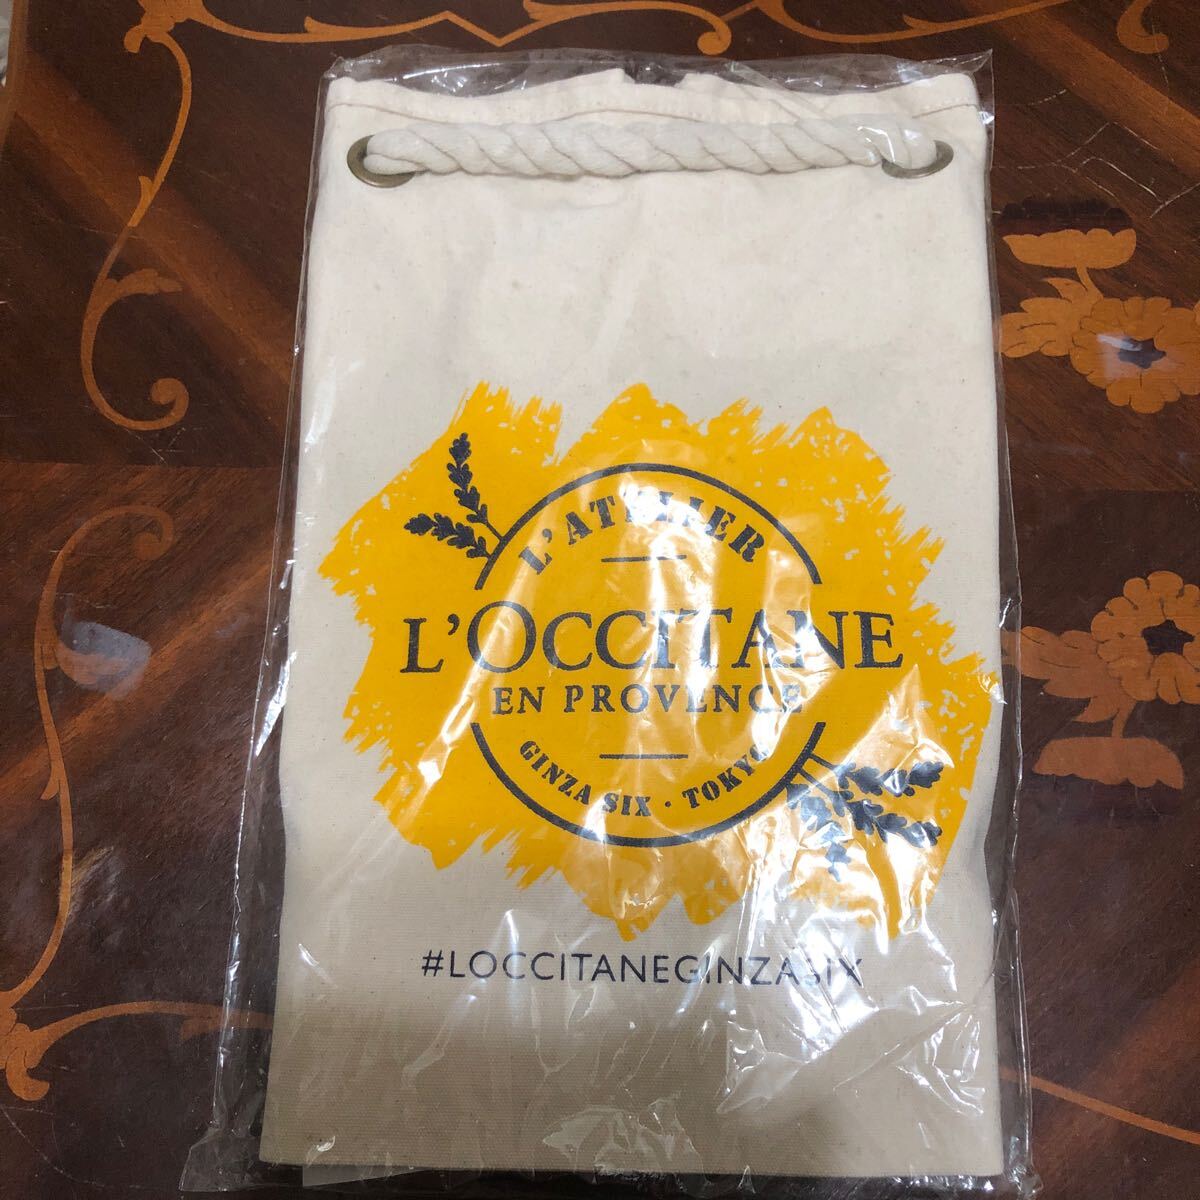 L'ATELIER
L'OCCITANE
EN PROVENCE
GINZA SIX · TOKYO
#LOCCITANEGINZASIX